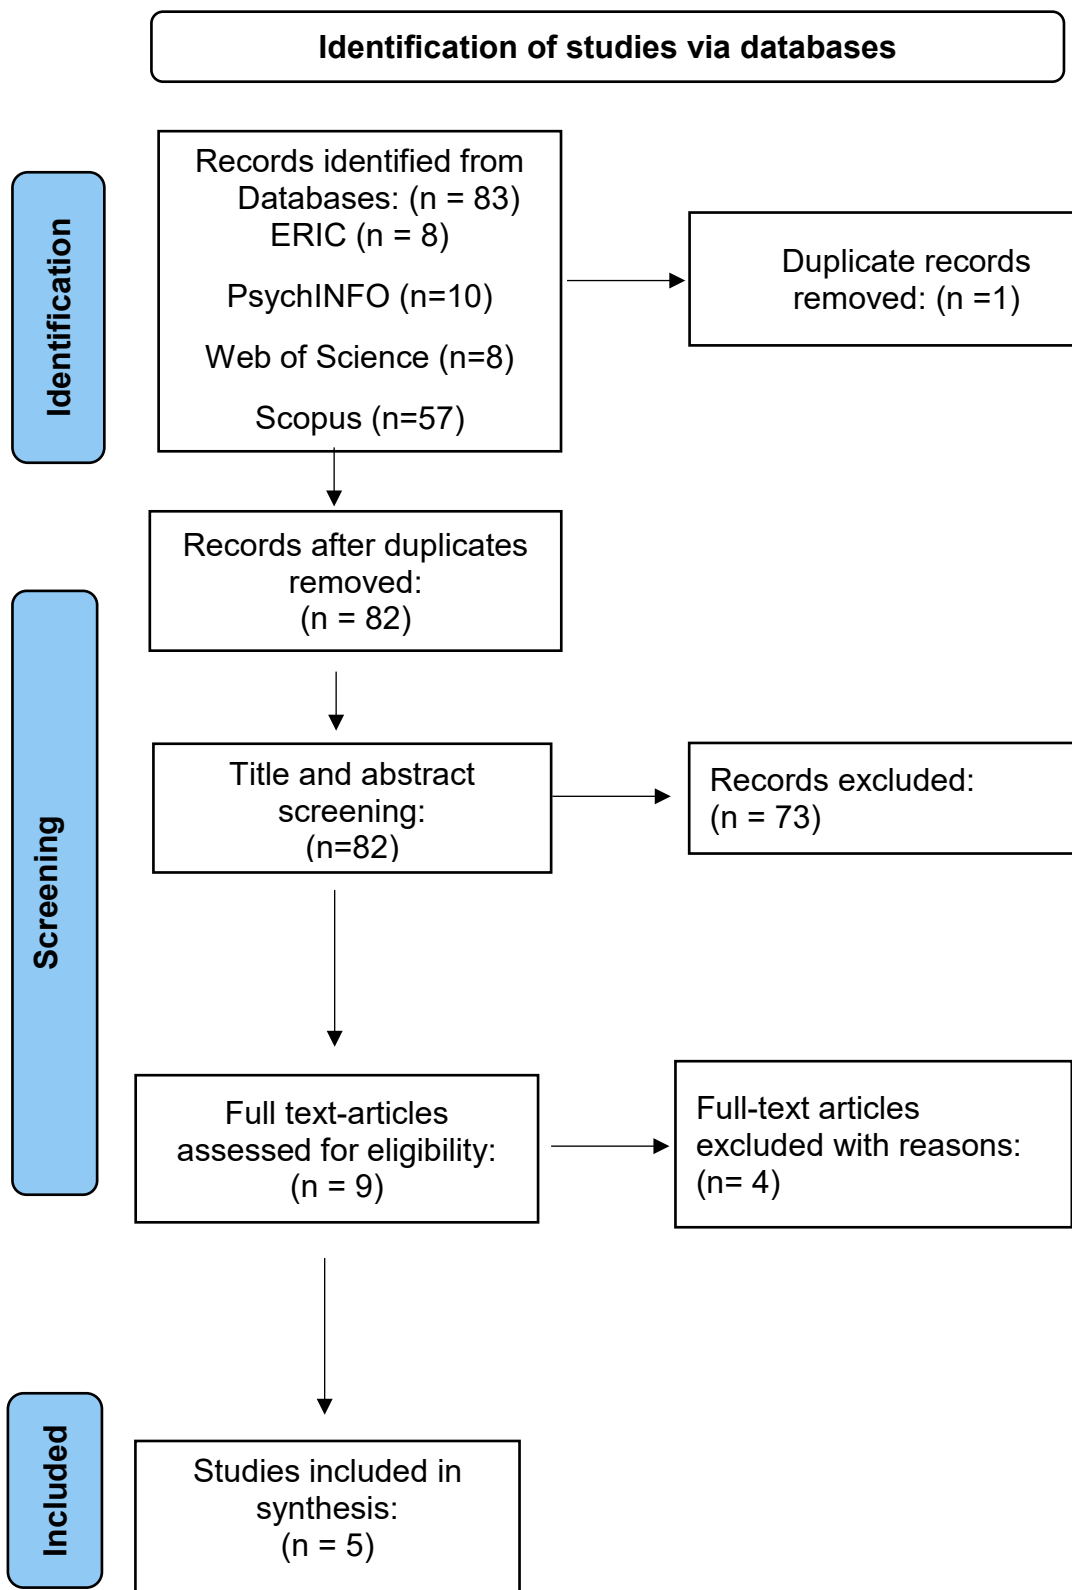 Identification of studies via databases
Identification
Records identified from
Databases: (n = 83)
ERIC (n = 8)
PsychINFO (n=10)
Web of Science (n=8)
Scopus (n=57)
Duplicate records
removed: (n =1)
Screening
Records after duplicates
removed:
(n = 82)
Title and abstract
screening:
(n=82)
Records excluded:
(n = 73)
Full text-articles
assessed for eligibility:
(n = 9)
Full-text articles
excluded with reasons:
(n= 4)
Included
Studies included in
synthesis:
(n = 5)